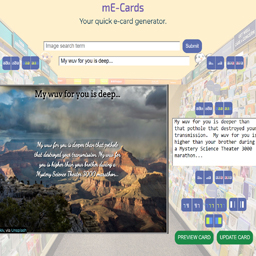 mE-Cards
Your quick e-card generator.
Image search term
Submit
My wuv for you is deep...
My wuv for you is deep...
My wuv for you is deeper than that pothole
that destroyed your transmission. My wuv for
you is higher than your brother during a
Mystery Science Theater 3000 marathon...
My wuv for you is deeper than
that pothole that destroyed your
transmission. My wuv for you is
higher than your brother during
a Mystery Science Theater 3000
marathon...
PREVIEW CARD
UPDATE CARD